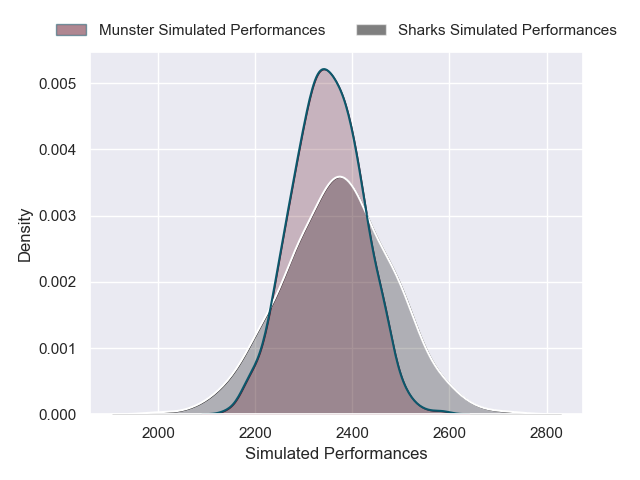 Munster Simulated Performances
Sharks Simulated Performances
0.005
0.004
0.003
0.002
0.001
0.000
Density
2000
2200
2400
2600
2800
Simulated Performances